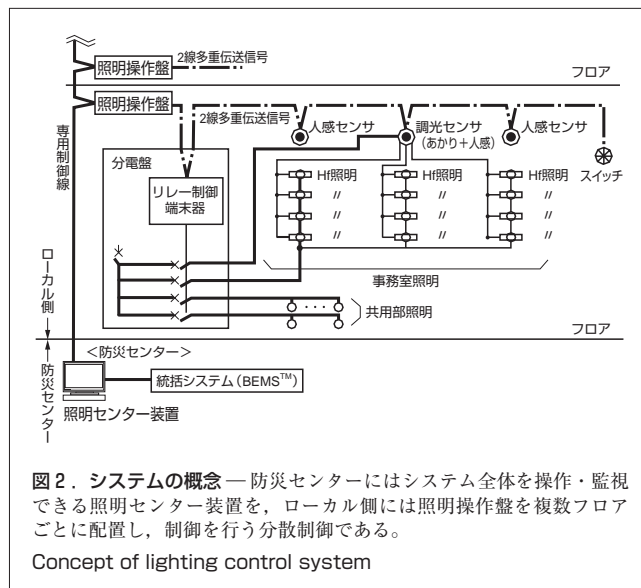 照明操作盤
2線多重伝送信号
フロア
照明操作盤
2線多重伝送信号
人感センサ
調光センサ
(あかり＋人感)
人感センサ
スイッチ
専用制御線
分電盤
リレー制御
端末器
Hf照明
〃
〃
〃
Hf照明
〃
〃
〃
Hf照明
〃
〃
〃
事務室照明
共用部照明
ローカル側
フロア
防災センター
＜防災センター＞
統括システム（BEMS™）
照明センター装置
図2．システムの概念 — 防災センターにはシステム全体を操作・監視
できる照明センター装置を，ローカル側には照明操作盤を複数フロア
ごとに配置し，制御を行う分散制御である。
Concept of lighting control system